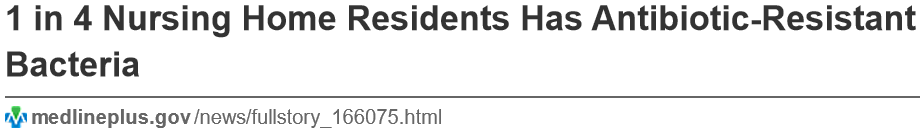 1 in 4 Nursing Home Residents Has Antibiotic-Resistant
Bacteria
medlineplus.gov/news/fullstory_166075.html